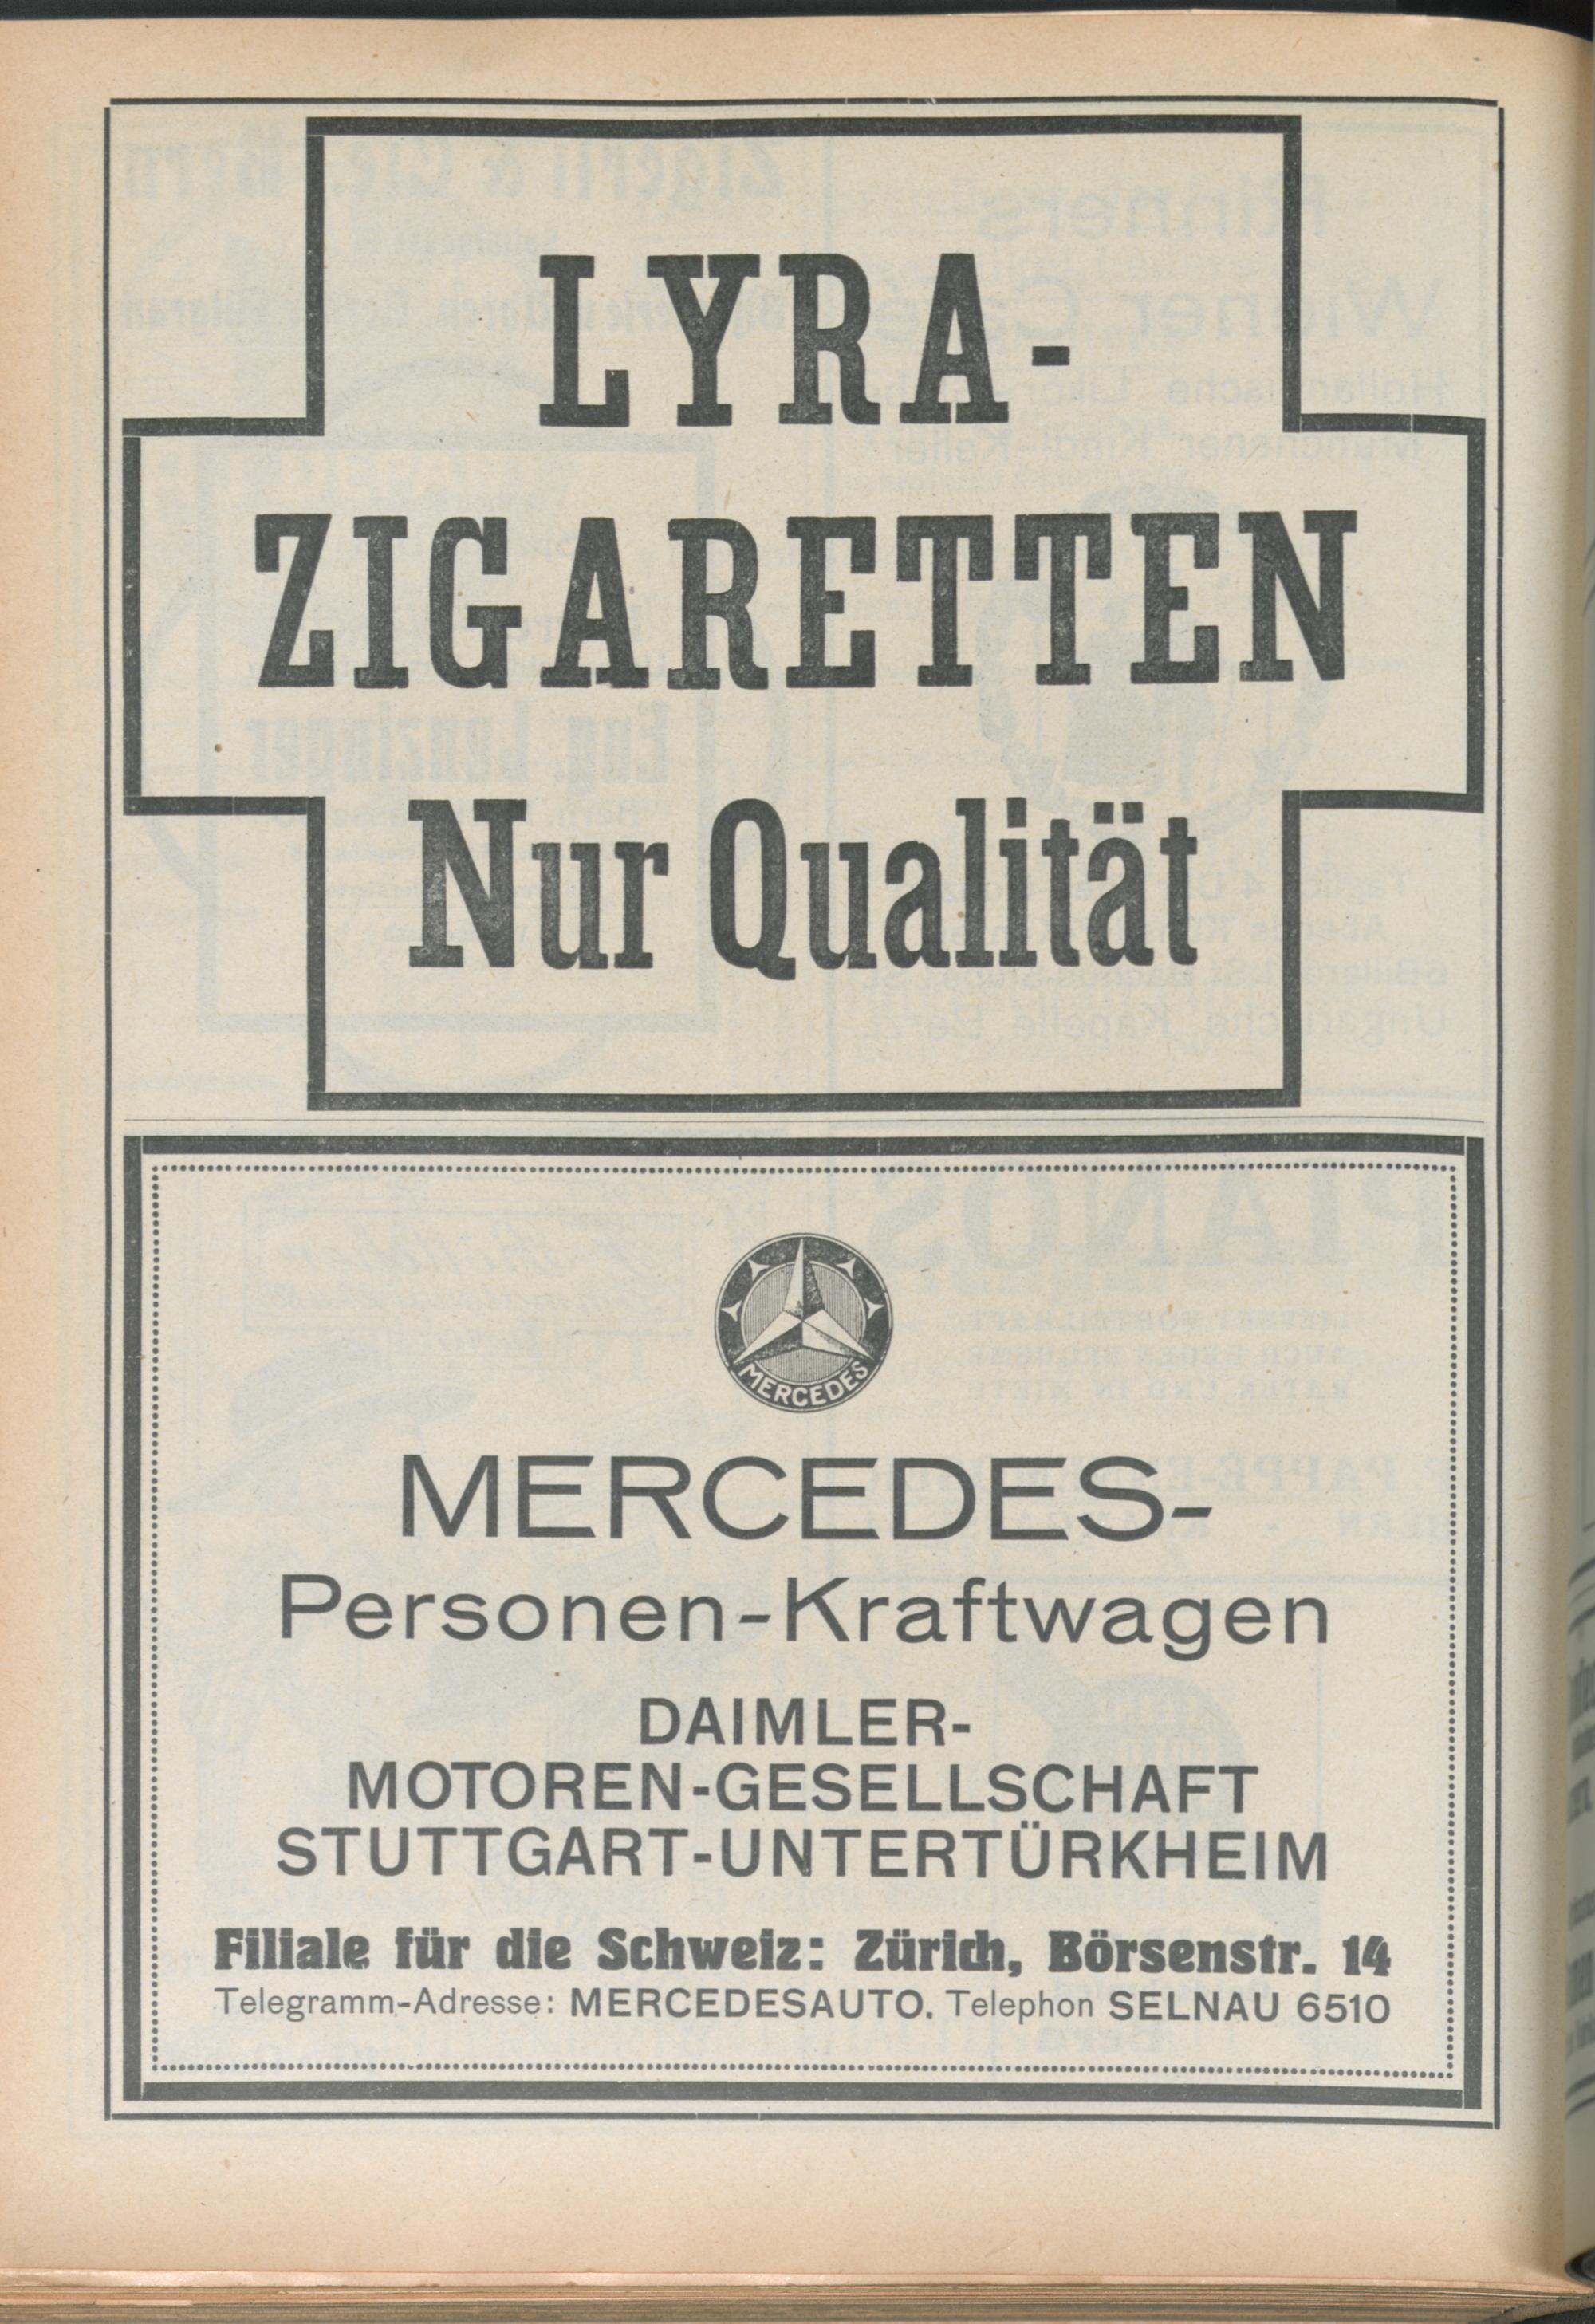 LYRA-
ZIGARETTEN
Nur Qualität
MERCEDES
MERCEDES-
Personen-Kraftwagen
DAIMLER-
MOTOREN-GESELLSCHAFT
STUTTGART-UNTERTÜRKHEIM
Filiale für die Schweiz: Zürich, Börsenstr. 14
Telegramm-Adresse: MERCEDESAUTO. Telephon SELNAU 6510